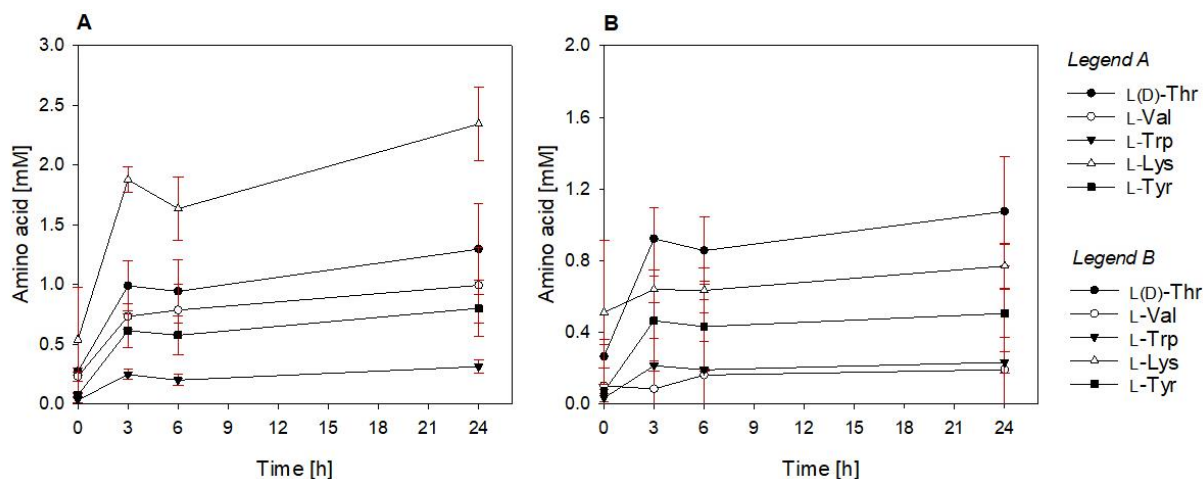 A
Amino acid [mM]
3.0
2.5
2.0
1.5
1.0
0.5
0.0
0 3 6 9 12 15 18 21 24
Time [h]
B
Amino acid [mM]
2.0
1.6
1.2
0.8
0.4
0.0
0 3 6 9 12 15 18 21 24
Time [h]
Legend A
L(D)-Thr
L-Val
L-Trp
L-Lys
L-Tyr
Legend B
L(D)-Thr
L-Val
L-Trp
L-Lys
L-Tyr